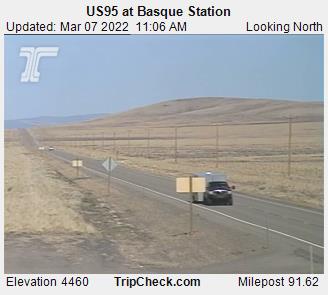 US95 at Basque Station
Updated: Mar 07 2022 11:06 AM
Looking North
Elevation 4460
TripCheck.com
Milepost 91.62